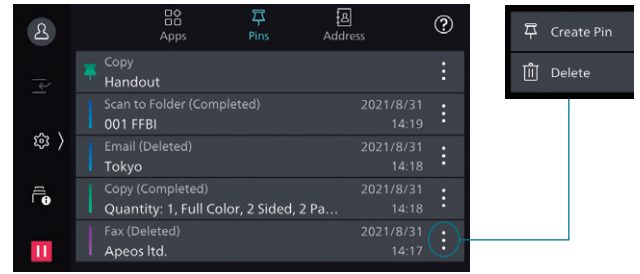 Apps
Pins
Address
Copy
Handout
Scan to Folder (Completed) 2021/8/31
001 FFBI 14:19
Email (Deleted) 2021/8/31
Tokyo 14:18
Copy (Completed) 2021/8/31
Quantity: 1, Full Color, 2 Sided, 2 Pa... 14:18
Fax (Deleted) 2021/8/31
Apeos ltd. 14:17
Create Pin
Delete